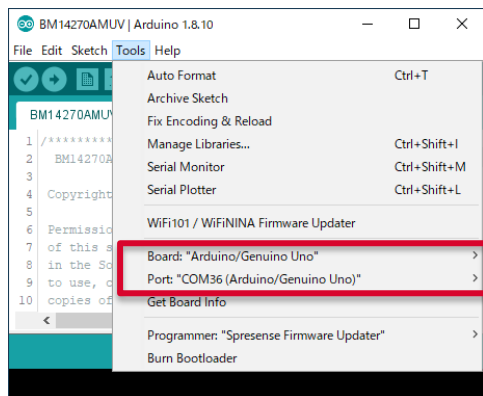 BM14270AMUV | Arduino 1.8.10
File Edit Sketch Tools Help
BM14270AMUV
Auto Format Ctrl+T
Archive Sketch
Fix Encoding & Reload
Manage Libraries... Ctrl+Shift+I
Serial Monitor Ctrl+Shift+M
Serial Plotter Ctrl+Shift+L
WiFi101 / WiFiNINA Firmware Updater
Board: "Arduino/Genuino Uno"
Port: "COM36 (Arduino/Genuino Uno)"
Get Board Info
Programmer: "Spresense Firmware Updater"
Burn Bootloader
1 /*********
2 BM14270A
3
4 Copyright
5
6 Permissio
7 of this s
8 in the So
9 to use, c
10 copies of